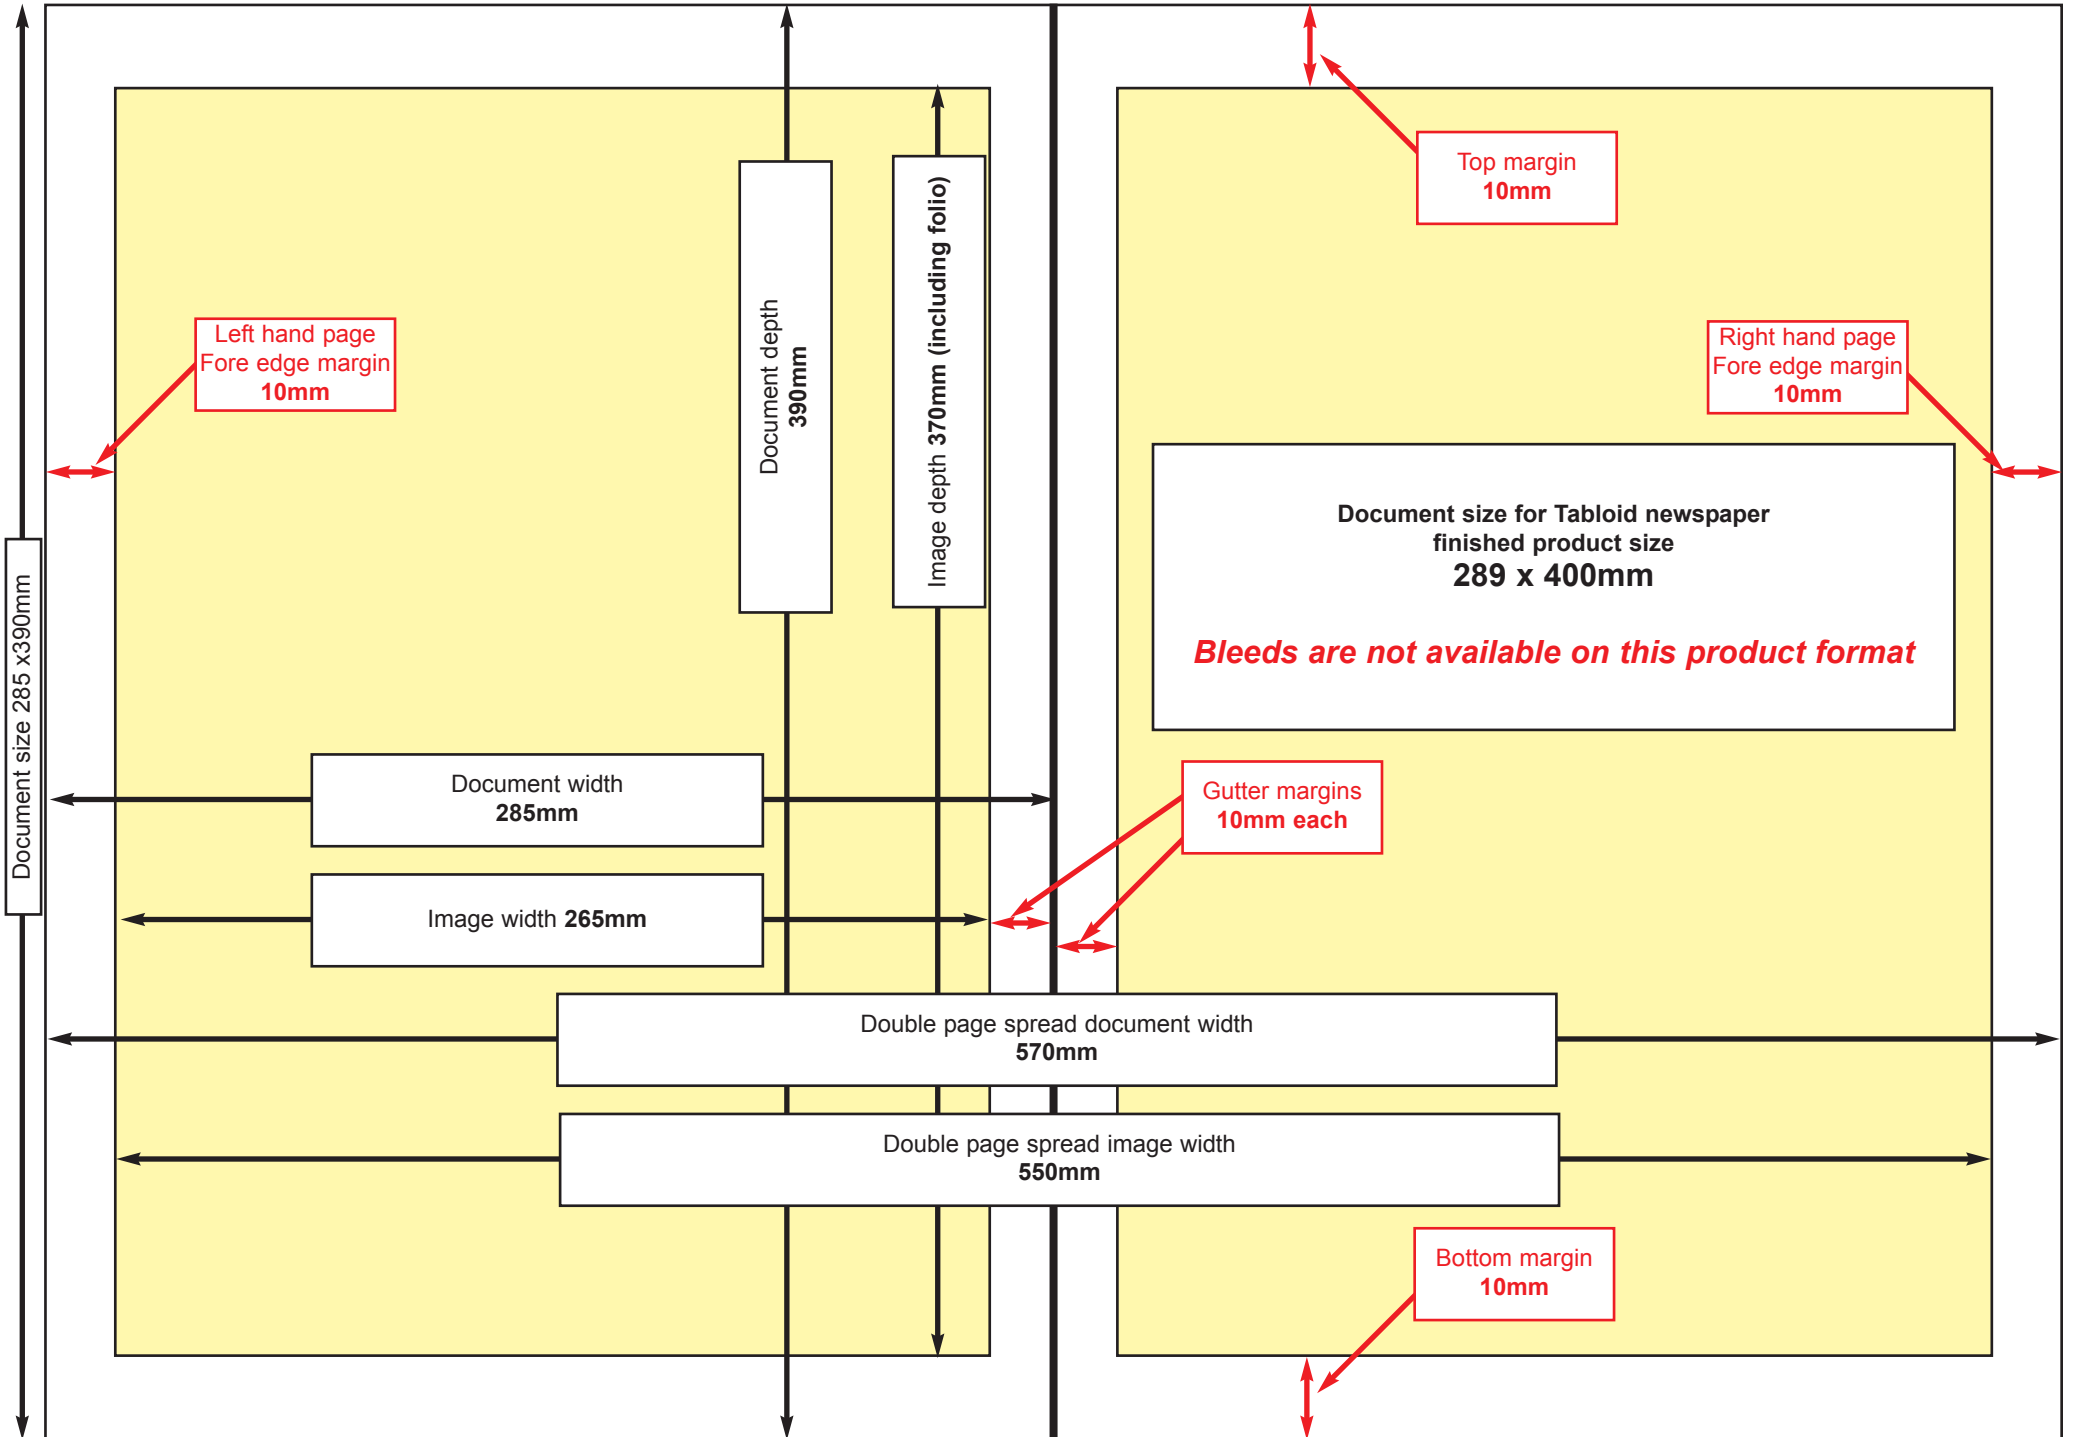 Top margin
10mm
Document depth
390mm
Image depth 370mm (including folio)
Left hand page
Fore edge margin
10mm
Right hand page
Fore edge margin
10mm
Document size for Tabloid newspaper
finished product size
289 x 400mm
Bleeds are not available on this product format
Document size 285 x390mm
Document width
285mm
Gutter margins
10mm each
Image width 265mm
Double page spread document width
570mm
Double page spread image width
550mm
Bottom margin
10mm